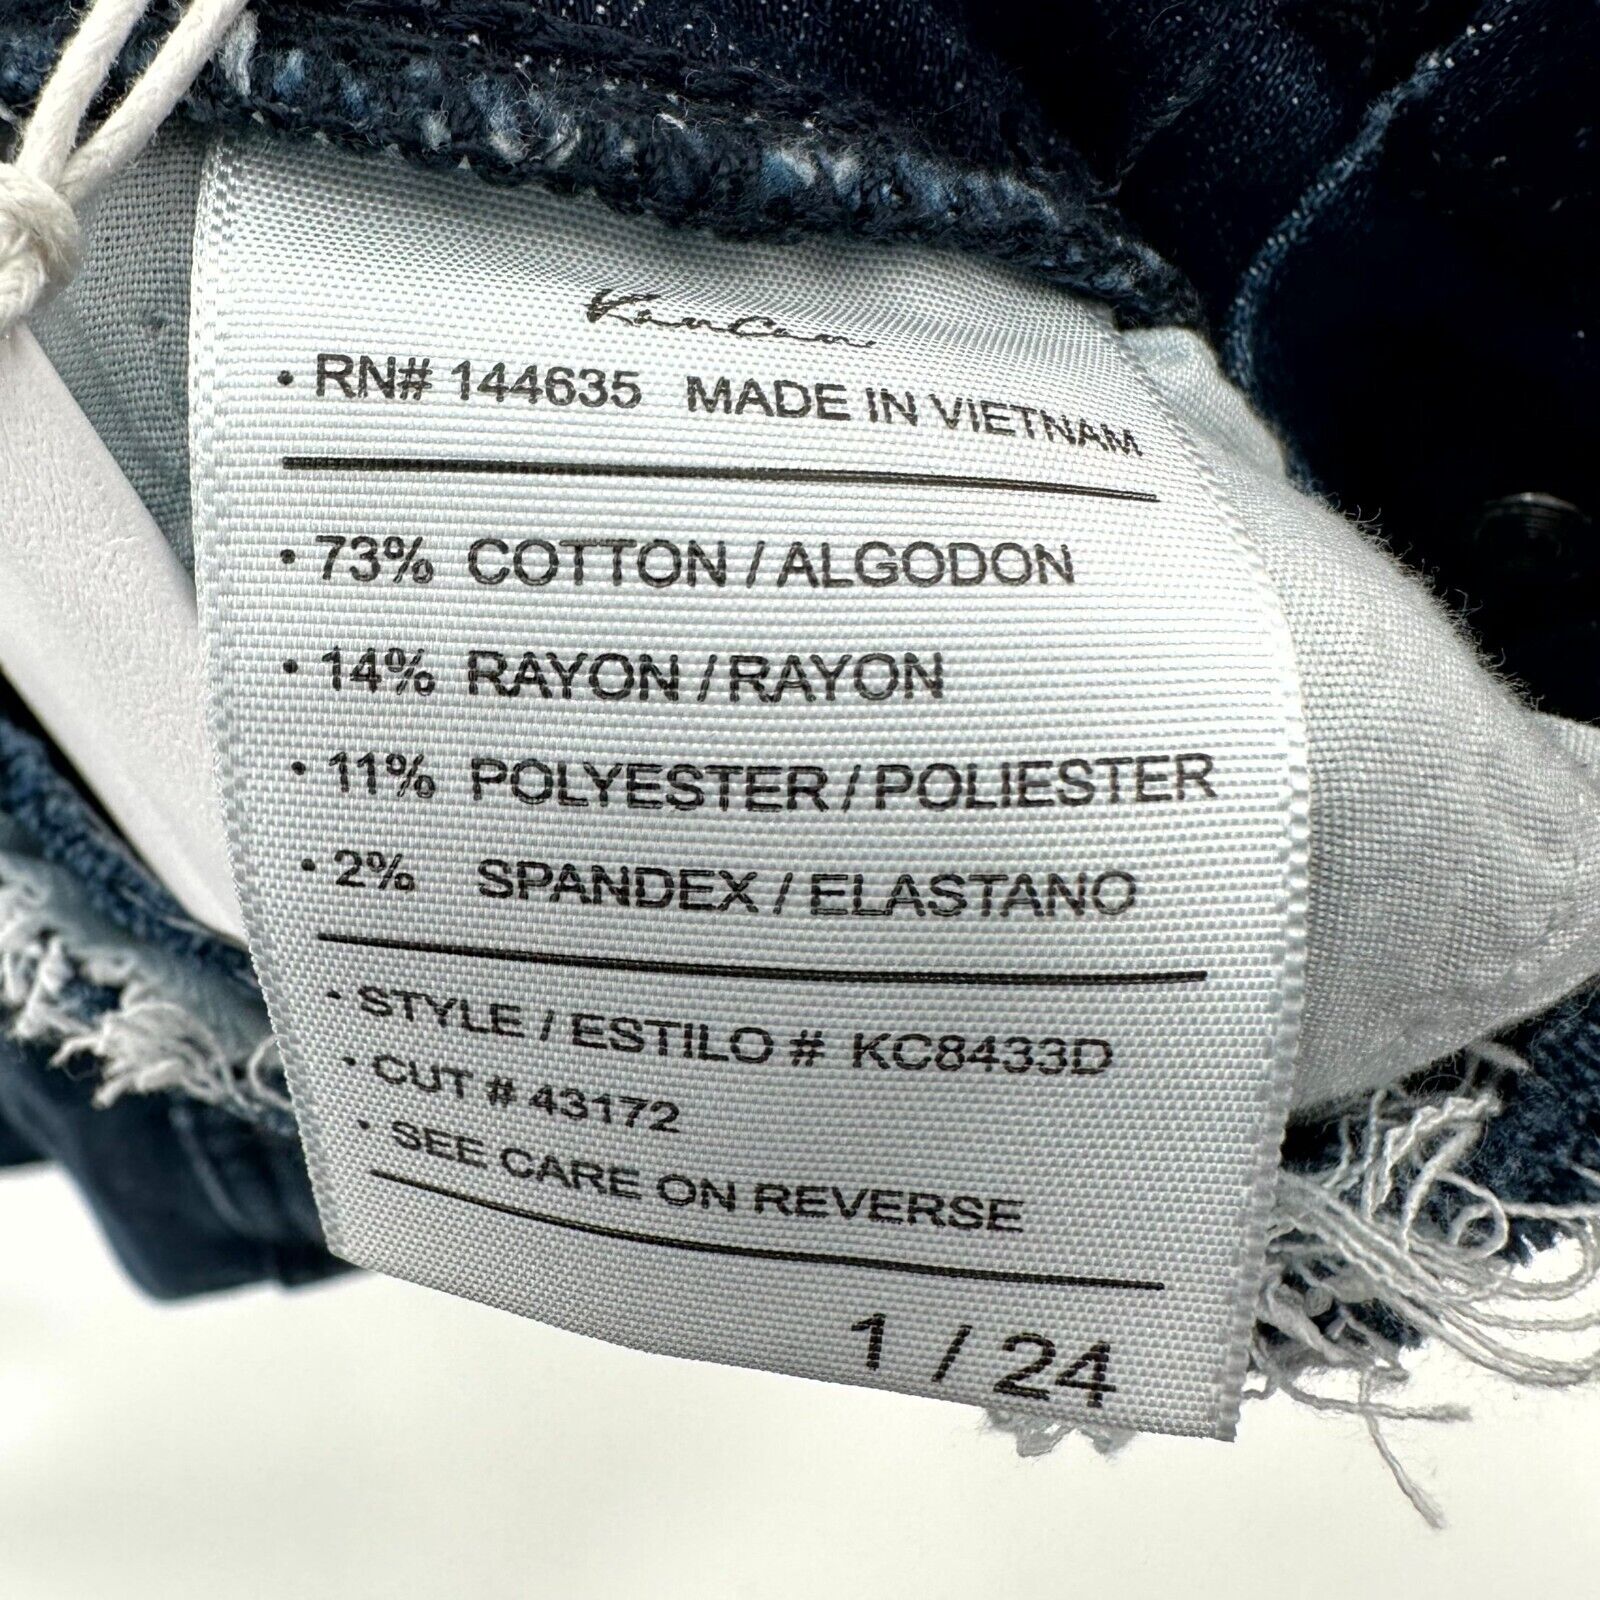 Kancan
• RN# 144635 MADE IN VIETNAM
• 73% COTTON / ALGODON
• 14% RAYON / RAYON
• 11% POLYESTER / POLIESTER
• 2% SPANDEX / ELASTANO
• STYLE / ESTILO # KC8433D
• CUT # 43172
• SEE CARE ON REVERSE
1 / 24